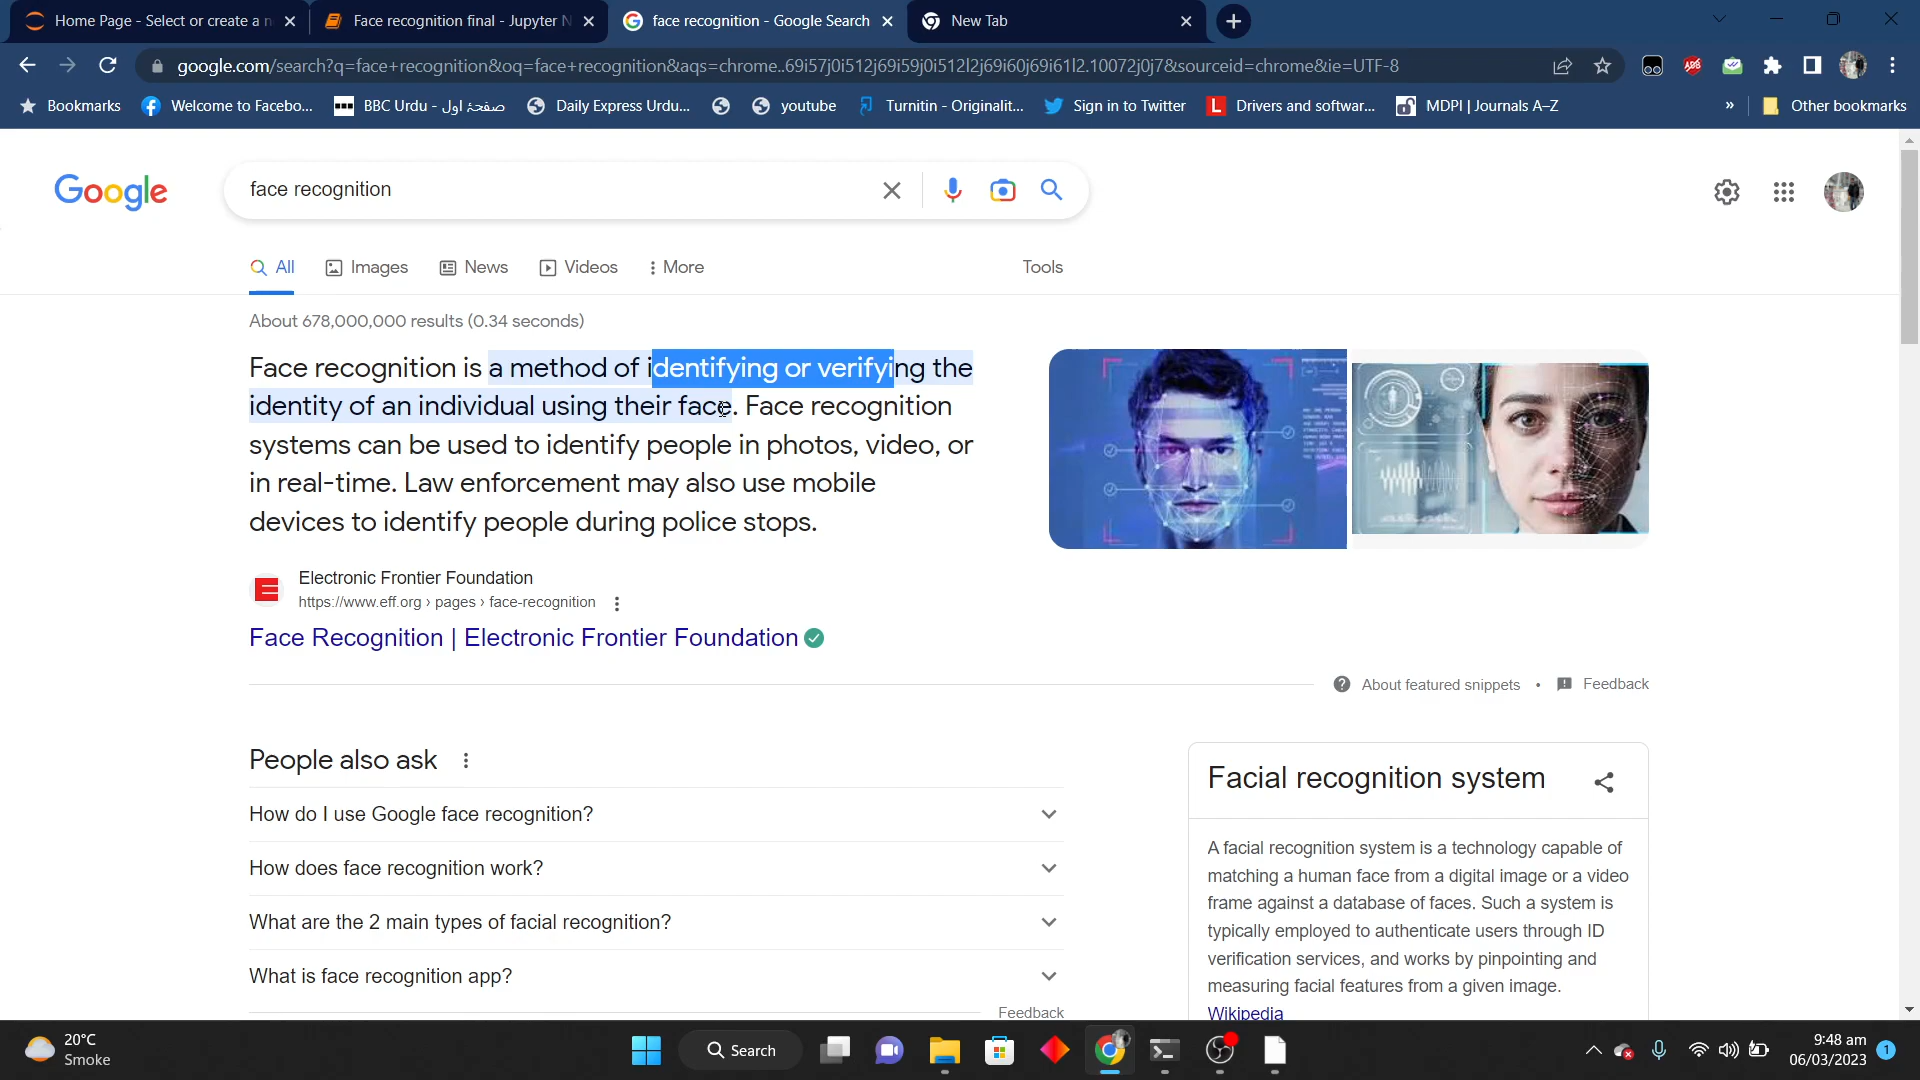 Home Page - Select or create a n
Face recognition final - Jupyter N
face recognition - Google Search
New Tab
google.com/search?q=face+recognition&oq=face+recognition&aqs=chrome..69i57j0i512j69i59j0i512l2j69i60j69i61l2.10072j0j7&sourceid=chrome&ie=UTF-8
Bookmarks
Welcome to Facebo...
BBC Urdu - صفحۂ اول
Daily Express Urdu...
youtube
Turnitin - Originalit...
Sign in to Twitter
Drivers and softwar...
MDPI | Journals A–Z
»
Other bookmarks
Google
face recognition
All
Images
News
Videos
More
Tools
About 678,000,000 results (0.34 seconds)
Face recognition is a method of identifying or verifying the
identity of an individual using their face. Face recognition
systems can be used to identify people in photos, video, or
in real-time. Law enforcement may also use mobile
devices to identify people during police stops.
Electronic Frontier Foundation
https://www.eff.org › pages › face-recognition
Face Recognition | Electronic Frontier Foundation
About featured snippets
•
Feedback
People also ask
How do I use Google face recognition?
How does face recognition work?
What are the 2 main types of facial recognition?
What is face recognition app?
Feedback
Facial recognition system
A facial recognition system is a technology capable of
matching a human face from a digital image or a video
frame against a database of faces. Such a system is
typically employed to authenticate users through ID
verification services, and works by pinpointing and
measuring facial features from a given image.
Wikipedia
20°C
Smoke
Search
9:48 am
06/03/2023
1